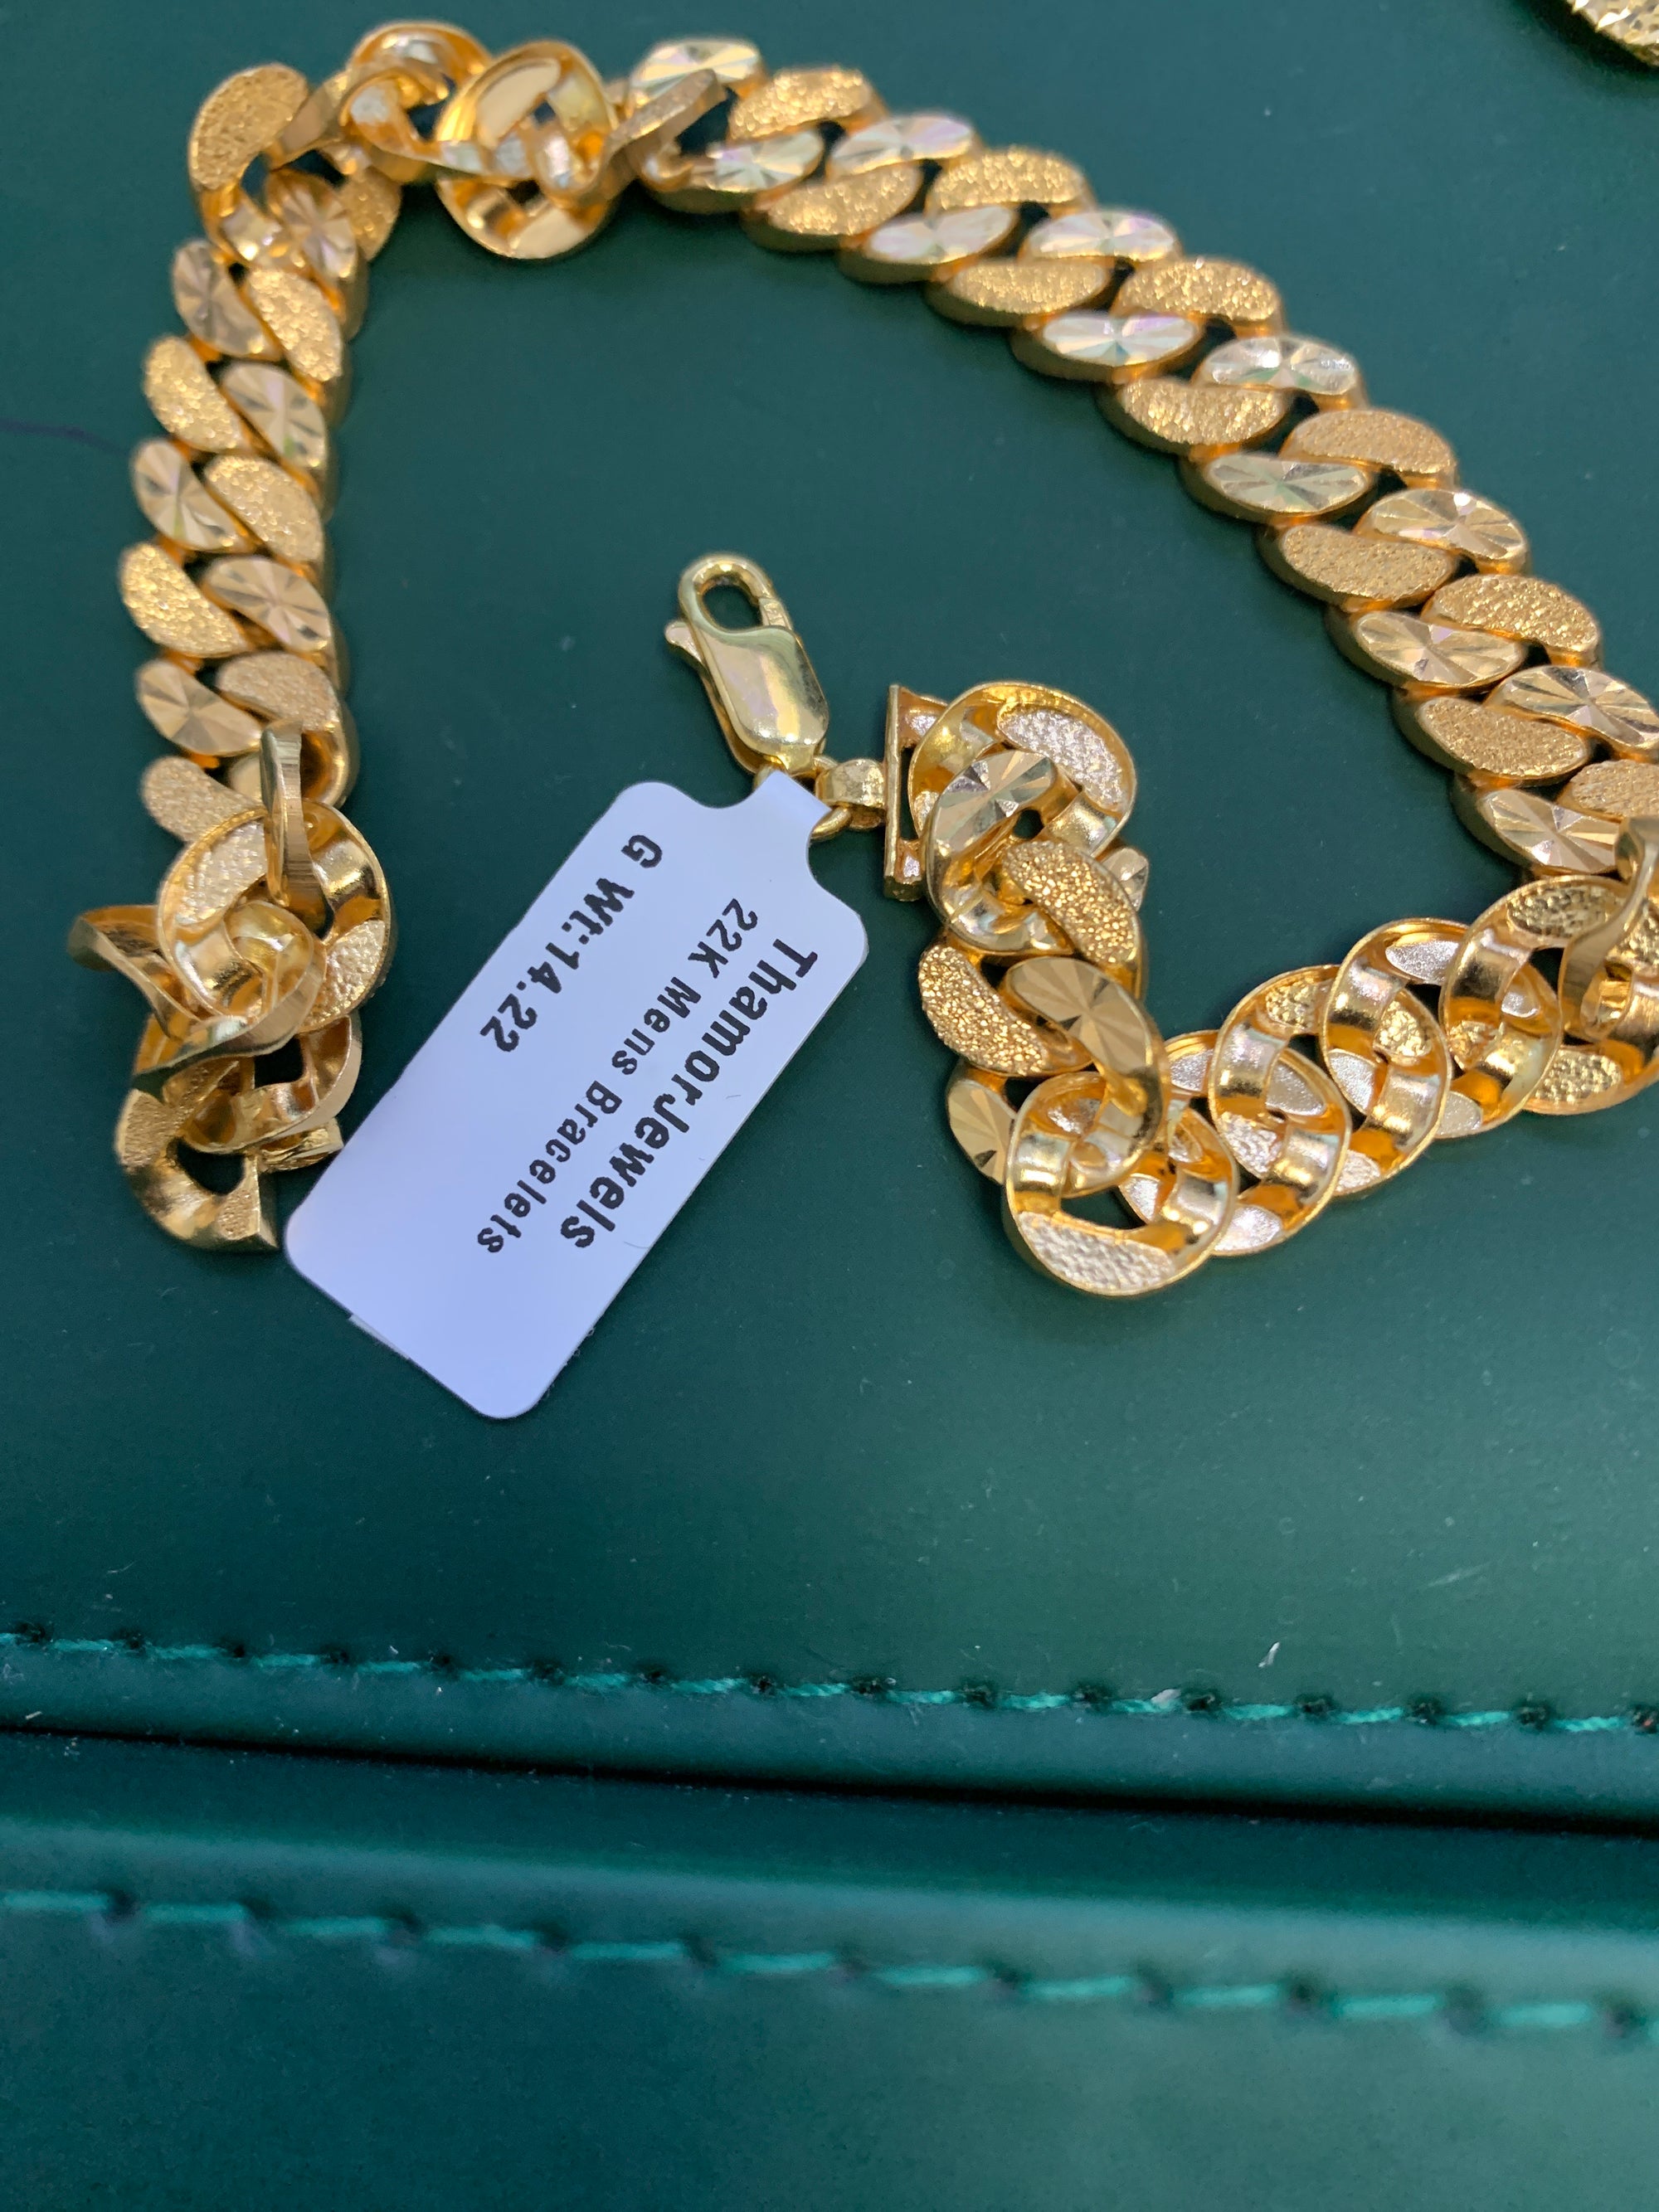 ThamorJewels
22K Mens Bracelets
G Wt:14.22